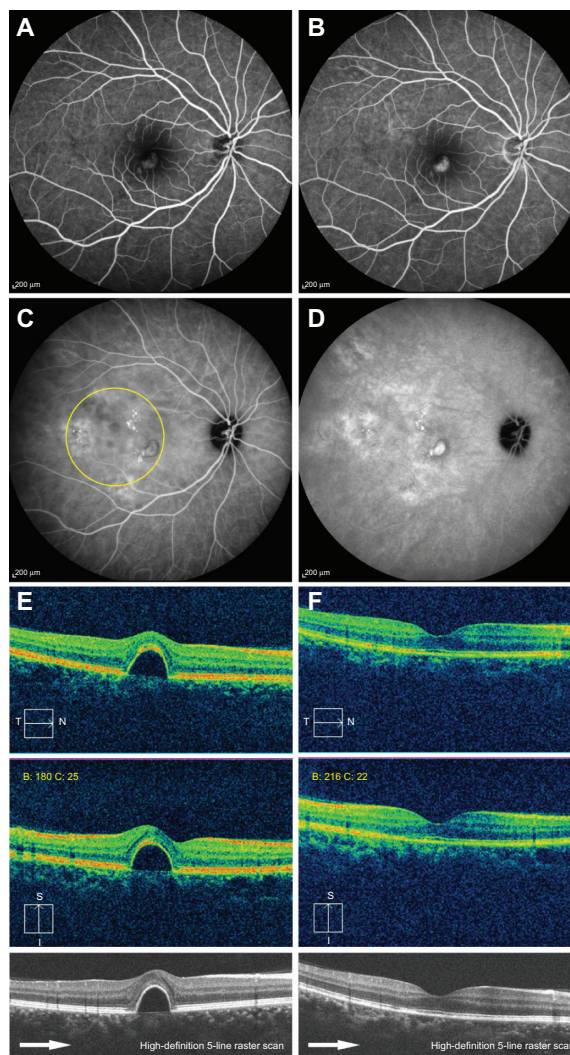 A
B
200 µm
200 µm
C
D
200 µm
200 µm
E
F
T N
T N
B: 180 C: 25
B: 216 C: 22
S
I
S
I
High-definition 5-line raster scan
High-definition 5-line raster scan